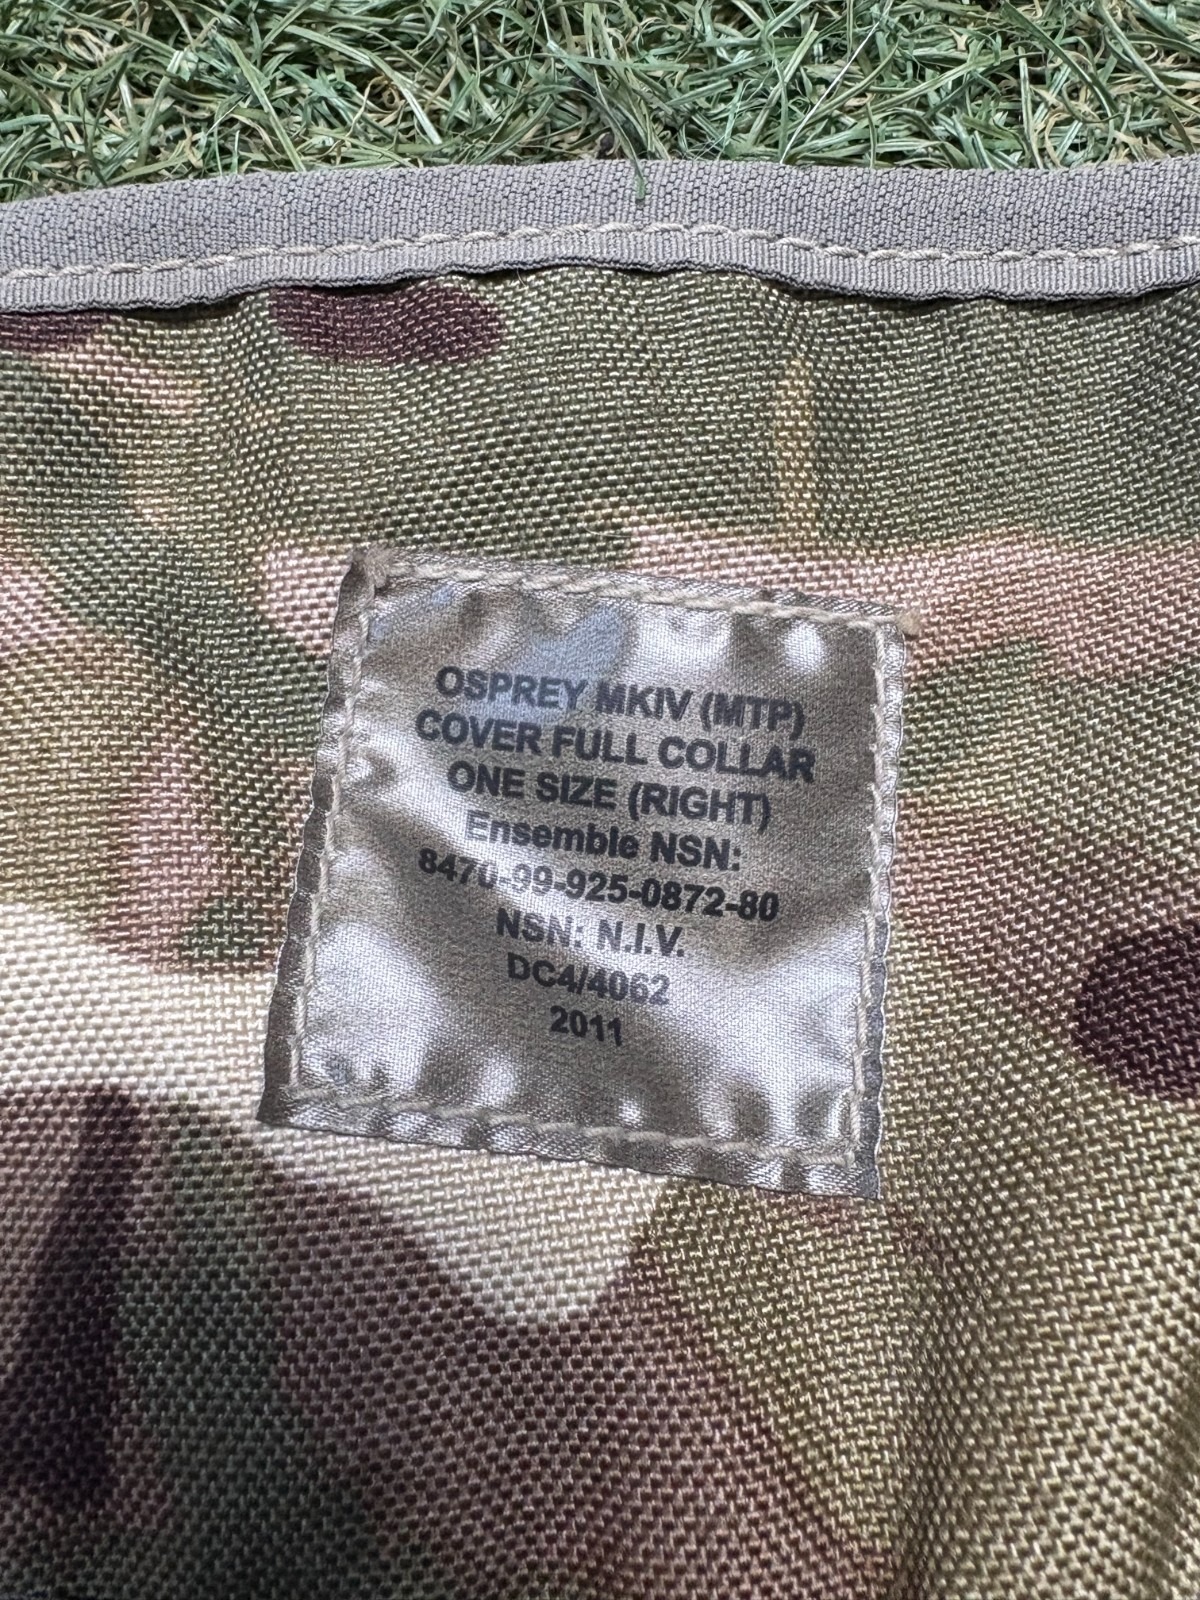 OSPREY MKIV (MTP)
COVER FULL COLLAR
ONE SIZE (RIGHT)
Ensemble NSN:
8470-99-925-0872-80
NSN: N.I.V.
DC4/4062
2011